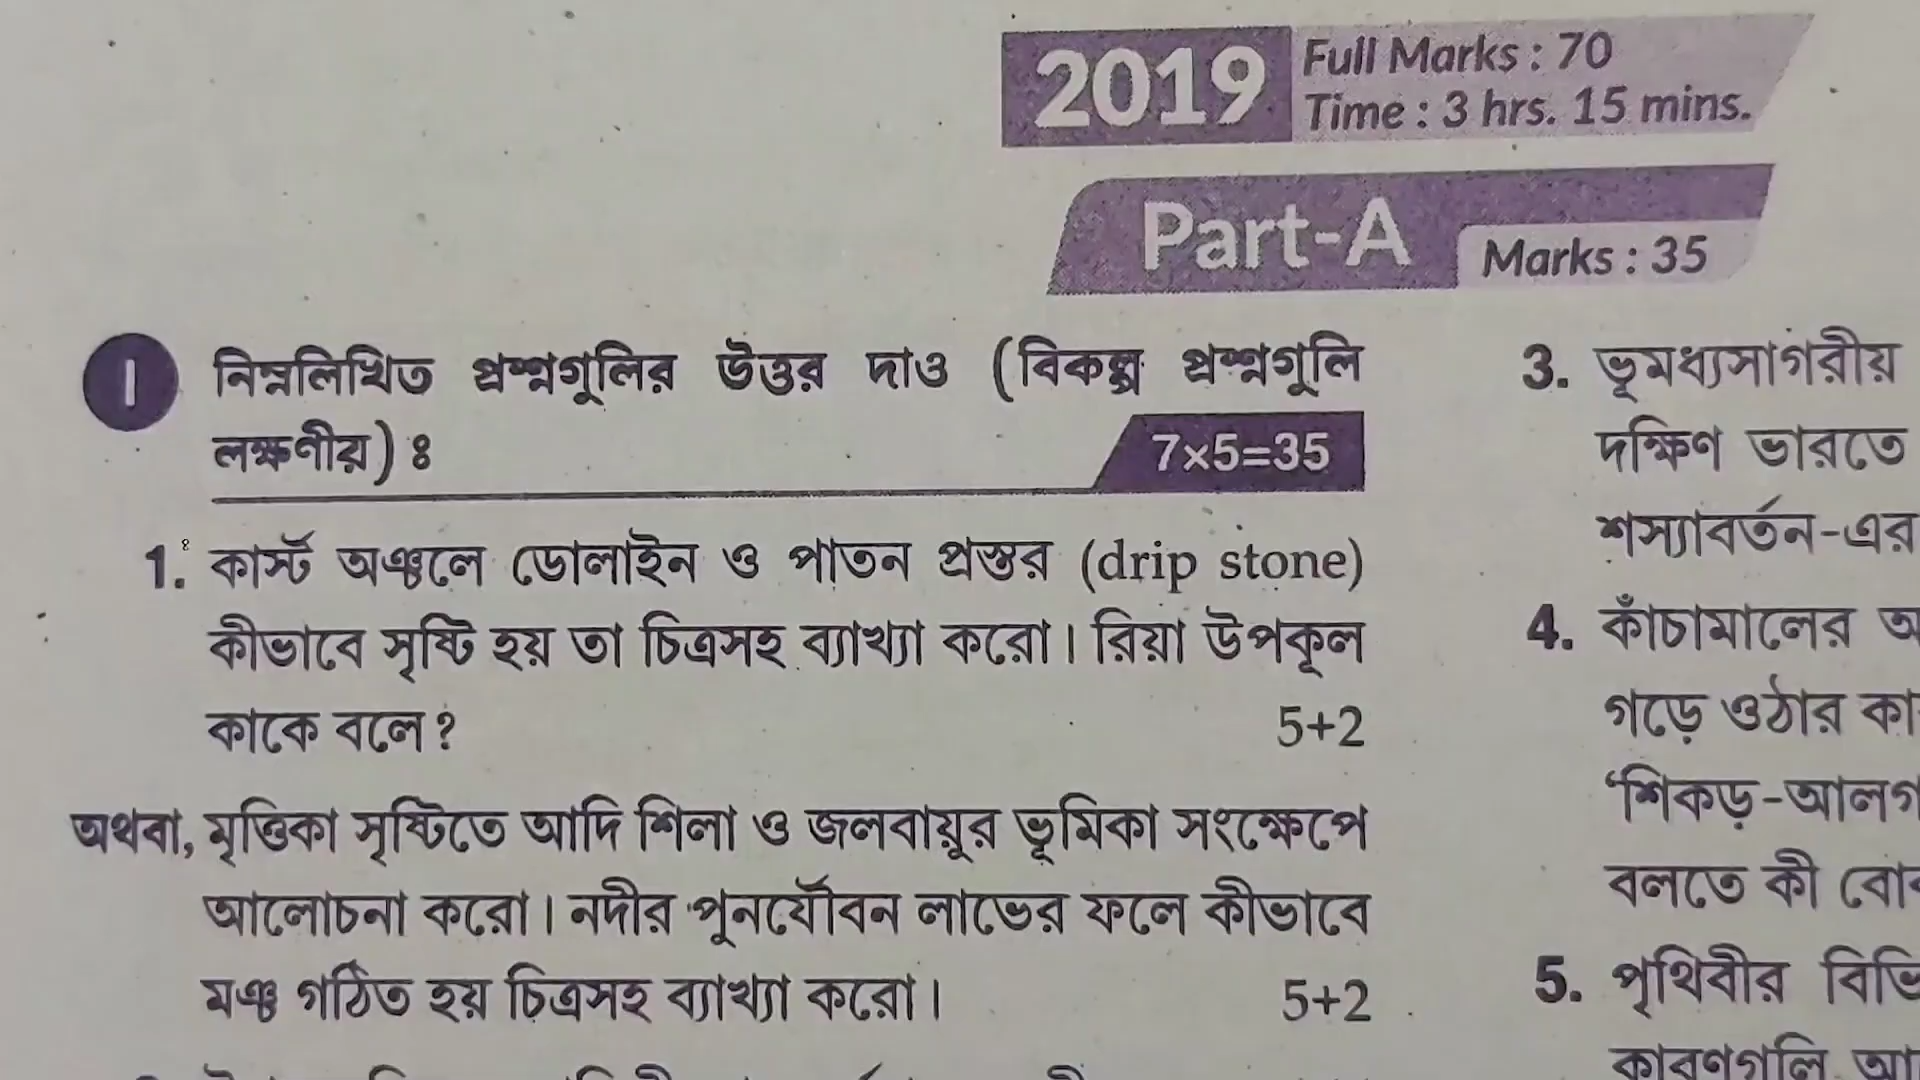 2019
Full Marks : 70
Time : 3 hrs. 15 mins.
Part-A
Marks : 35
I নিম্নলিখিত প্রশ্নগুলির উত্তর দাও (বিকল্প প্রশ্নগুলি
লক্ষণীয়) ঃ 7×5=35
1. কার্স্ট অঞ্চলে ডোলাইন ও পাতন প্রস্তর (drip stone)
কীভাবে সৃষ্টি হয় তা চিত্রসহ ব্যাখ্যা করো। রিয়া উপকূল
কাকে বলে? 5+2
অথবা, মৃত্তিকা সৃষ্টিতে আদি শিলা ও জলবায়ুর ভূমিকা সংক্ষেপে
আলোচনা করো। নদীর পুনর্যৌবন লাভের ফলে কীভাবে
মঞ্চ গঠিত হয় চিত্রসহ ব্যাখ্যা করো। 5+2
3. ভূমধ্যসাগরীয়
দক্ষিণ ভারতে
শস্যাবর্তন-এর
4. কাঁচামালের
গড়ে ওঠার
‘শিকড়-
বলতে কী
5. পৃথিবীর